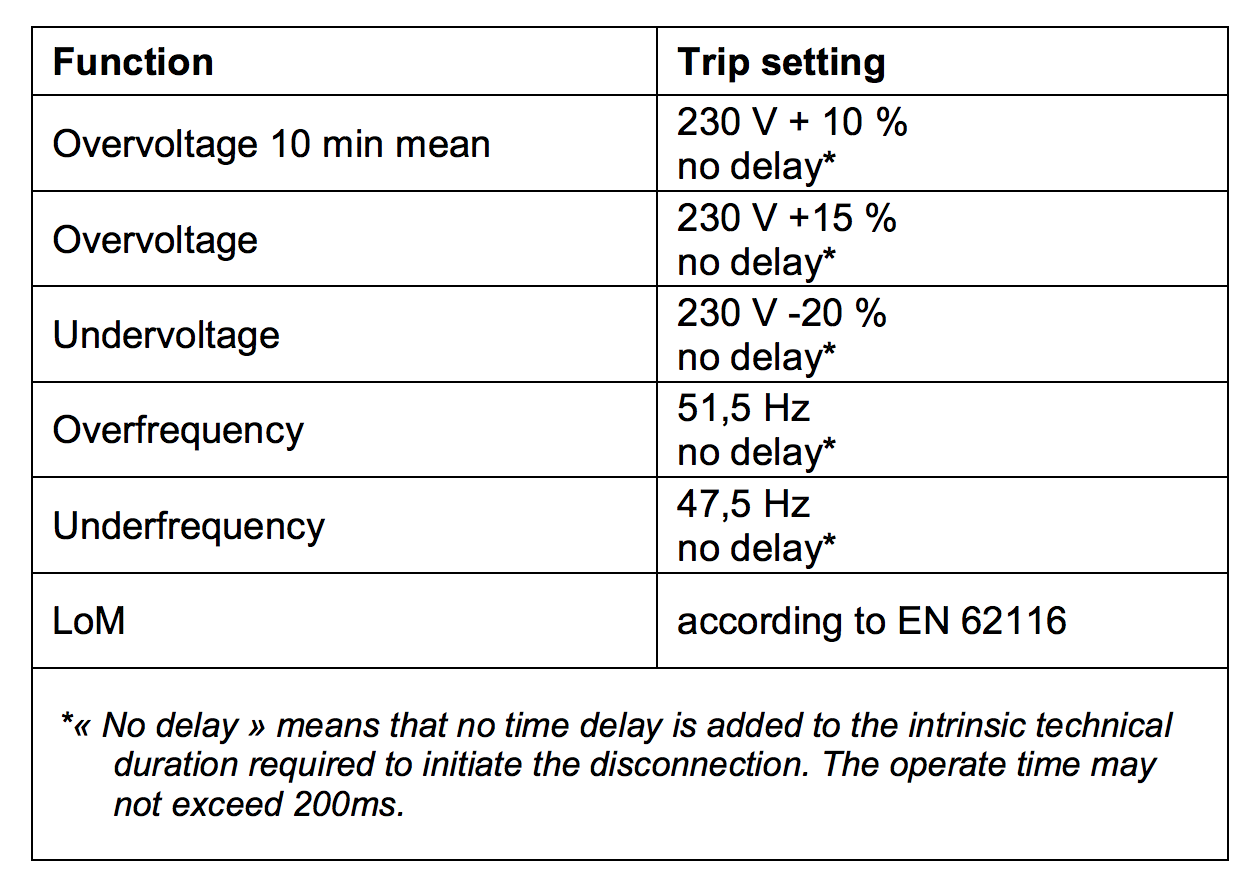 Function
Trip setting
Overvoltage 10 min mean
230 V + 10 %
no delay*
Overvoltage
230 V +15 %
no delay*
Undervoltage
230 V -20 %
no delay*
Overfrequency
51,5 Hz
no delay*
Underfrequency
47,5 Hz
no delay*
LoM
according to EN 62116
*« No delay » means that no time delay is added to the intrinsic technical
duration required to initiate the disconnection. The operate time may
not exceed 200ms.